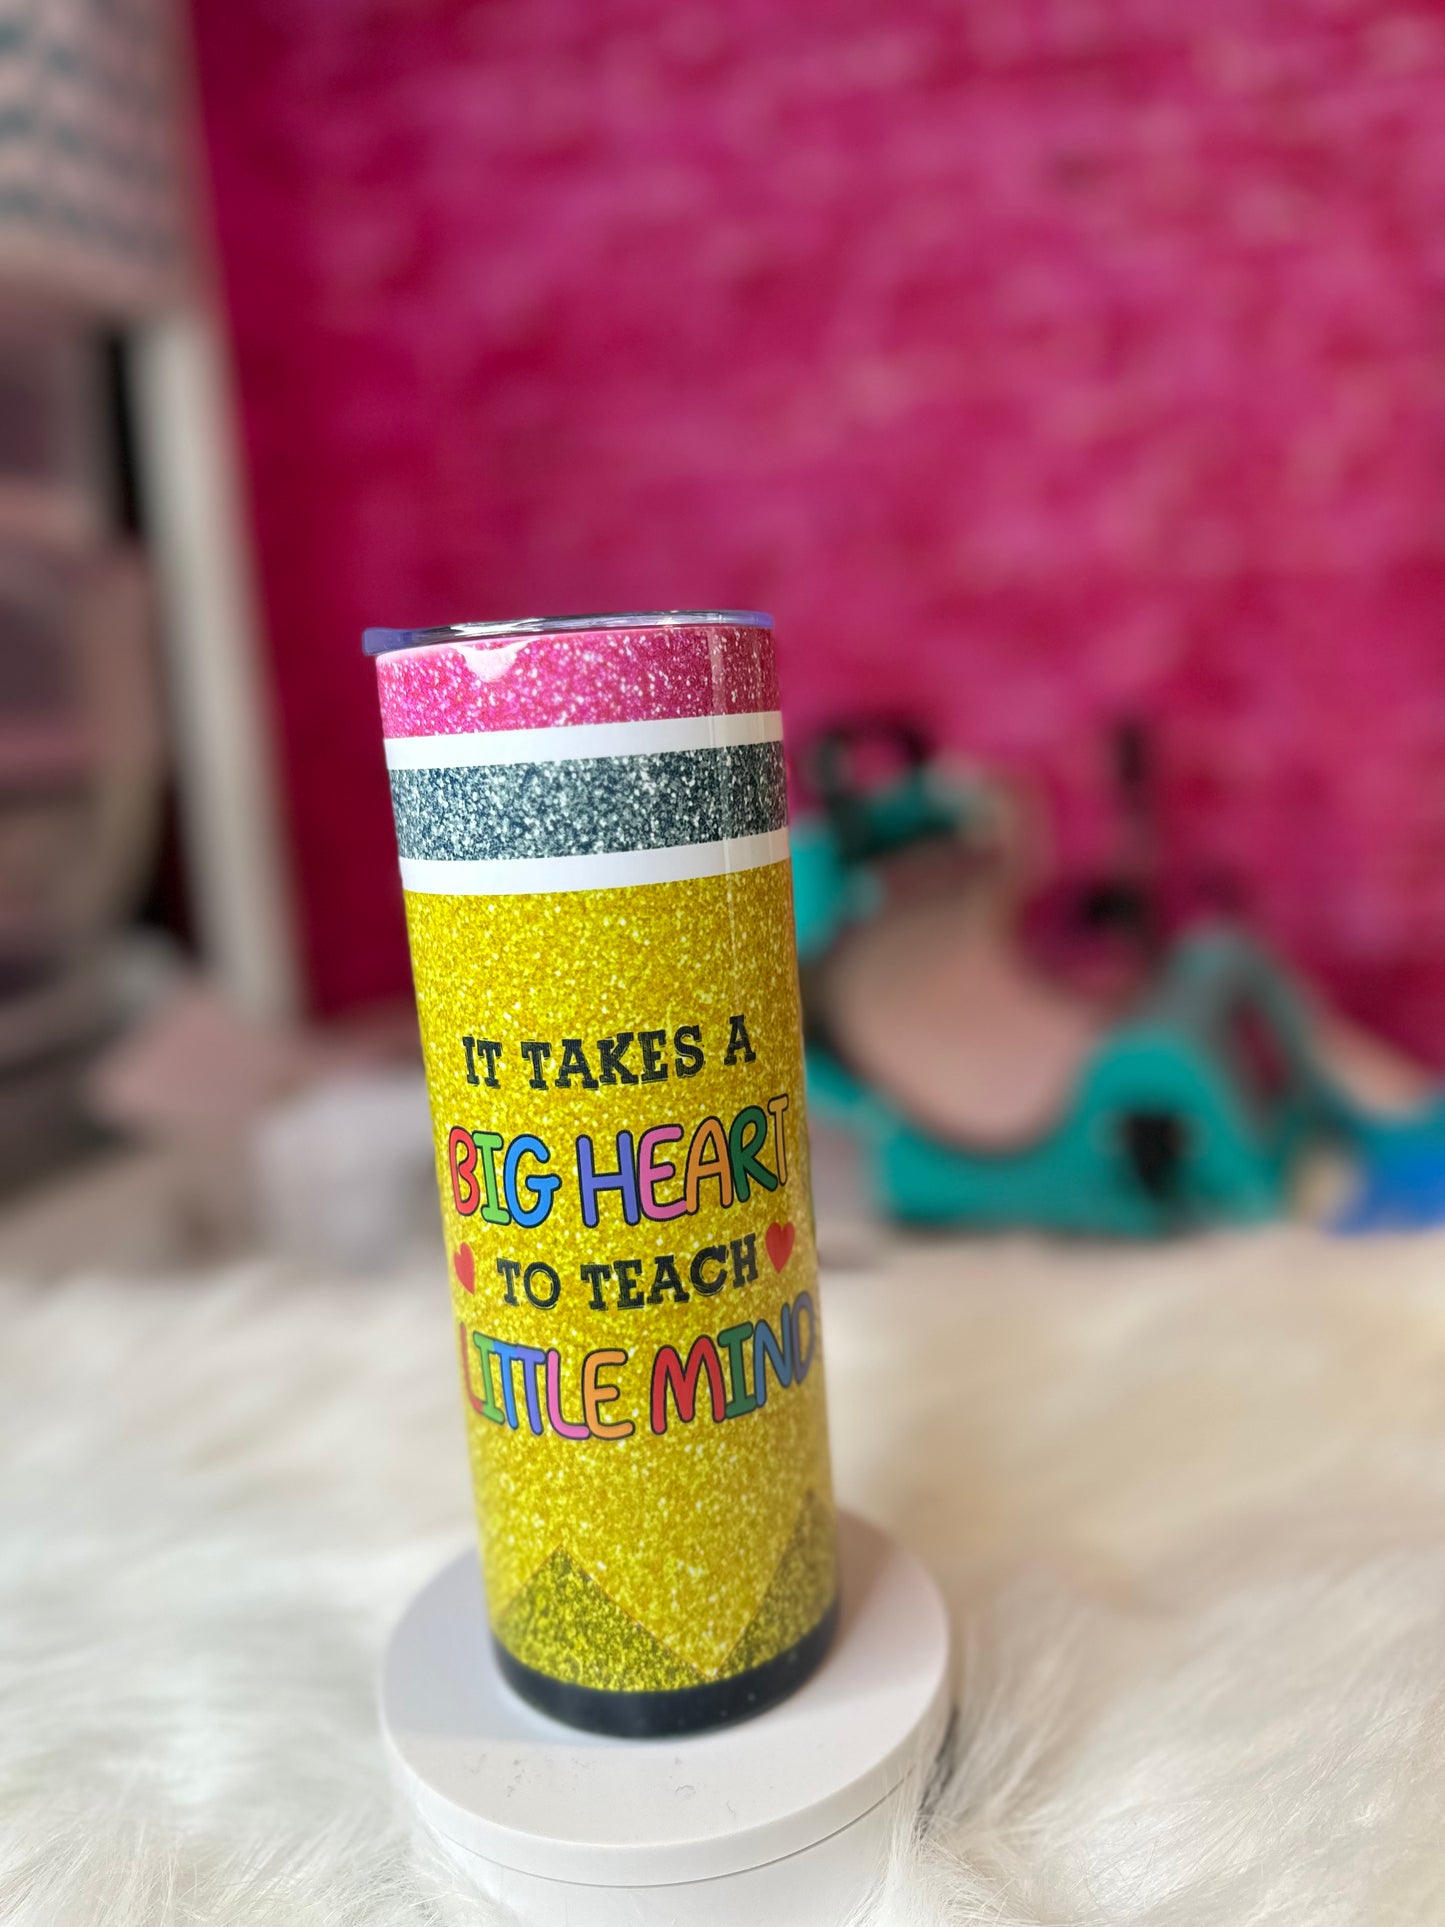 IT TAKES A
BIG HEART
TO TEACH
LITTLE MIND